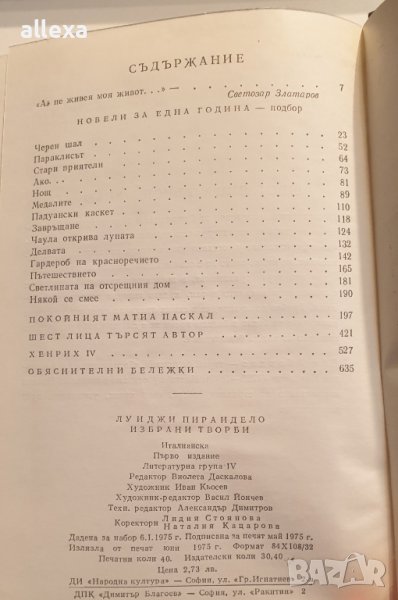 allexa
СЪДЪРЖАНИЕ
«Аз не живея моя живот. . .» — Светозар Златаров 7
НОВЕЛИ ЗА ЕДНА ГОДИНА — подбор
Черен шал 23
Параклисът 52
Стари приятели 64
Ако. . . 73
Нощ 81
Медалите 89
Падуански каскет 110
Завръщане 118
Чаула открива луната 124
Делвата 132
Гардероб на красноречието 142
Пътешествието 165
Светлината на отсрещния дом 181
Някой се смее 190
ПОКОЙНИЯТ МАТИА ПАСКАЛ 197
ШЕСТ ЛИЦА ТЪРСЯТ АВТОР 421
ХЕНРИХ IV 527
ОБЯСНИТЕЛНИ БЕЛЕЖКИ 635
ЛУИДЖИ ПИРАНДЕЛО
ИЗБРАНИ ТВОРБИ
Италианска
Първо издание
Литературна група IV
Редактор Виолета Даскалова
Художник Иван Кьосев
Художник-редактор Васил Йончев
Техн. редактор Александър Димитров
Коректори Лидия Стоянова
Наталия Кацарова
Дадена за набор 6.I.1975 г. Подписана за печат май 1975 г.
Излязла от печат юни 1975 г. Формат 84X108/32
Печатни коли 40. Издателски коли 30,40.
Цена 2,73 лв.
ДИ «Народна култура» — София, ул. «Гр. Игнатиев»
ДПК «Димитър Благоев» — София, ул. «Ракитин» 2
BAZAR